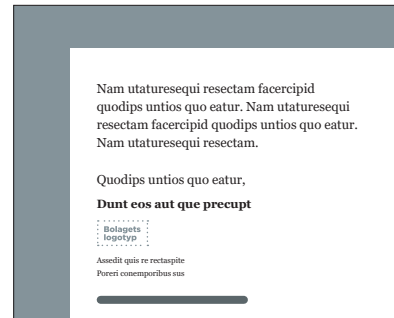 Nam utaturesequi resectam facercipid
quodips untios quo eatur. Nam utaturesequi
resectam facercipid quodips untios quo eatur.
Nam utaturesequi resectam.
Quodips untios quo eatur,
Dunt eos aut que precupt
Bolagets
logotyp
Assedit quis re rectaspite
Poreri conemporibus sus